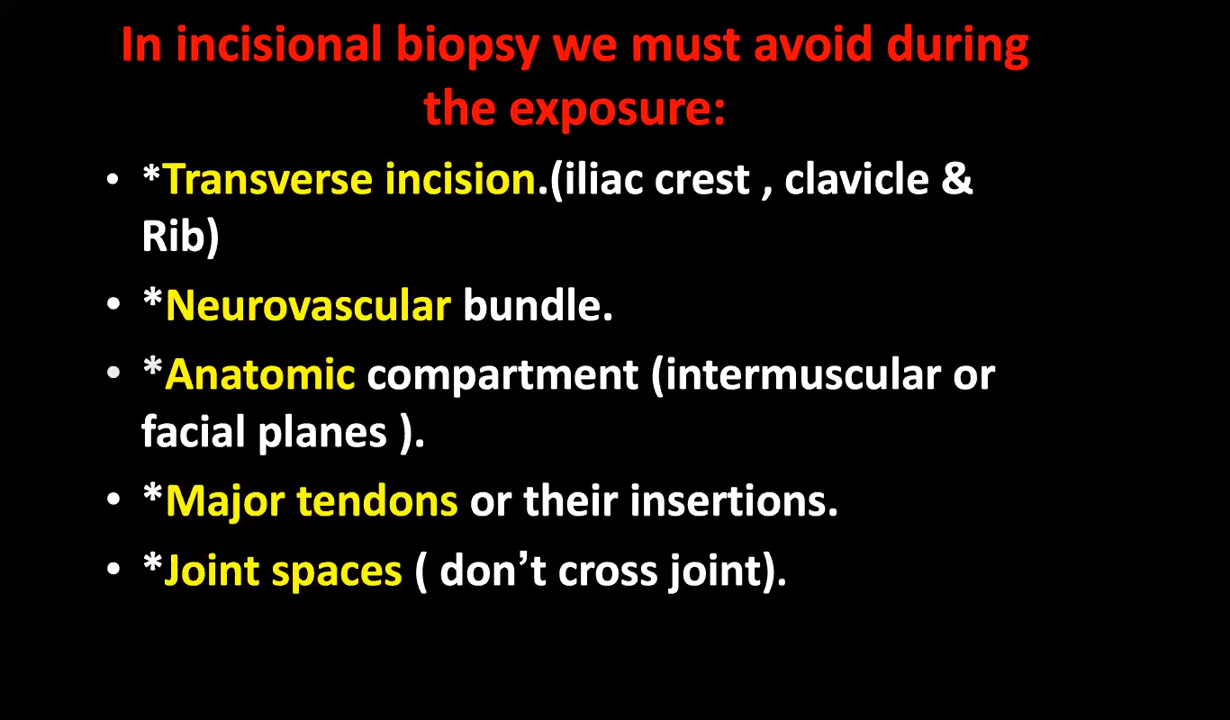 In incisional biopsy we must avoid during
the exposure:
• *Transverse incision.(iliac crest , clavicle &
Rib)
• *Neurovascular bundle.
• *Anatomic compartment (intermuscular or
facial planes ).
• *Major tendons or their insertions.
• *Joint spaces ( don’t cross joint).